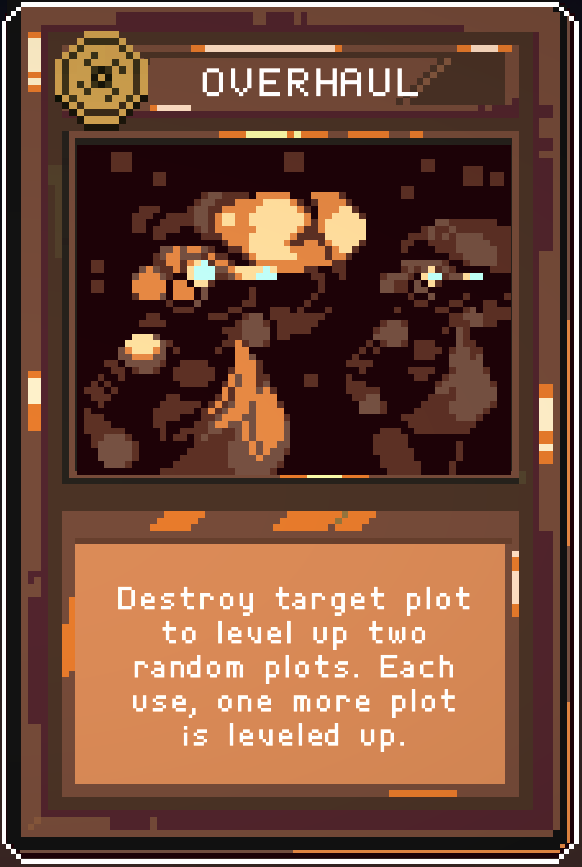 OVERHAUL
Destroy target plot
to level up two
random plots. Each
use, one more plot
is leveled up.